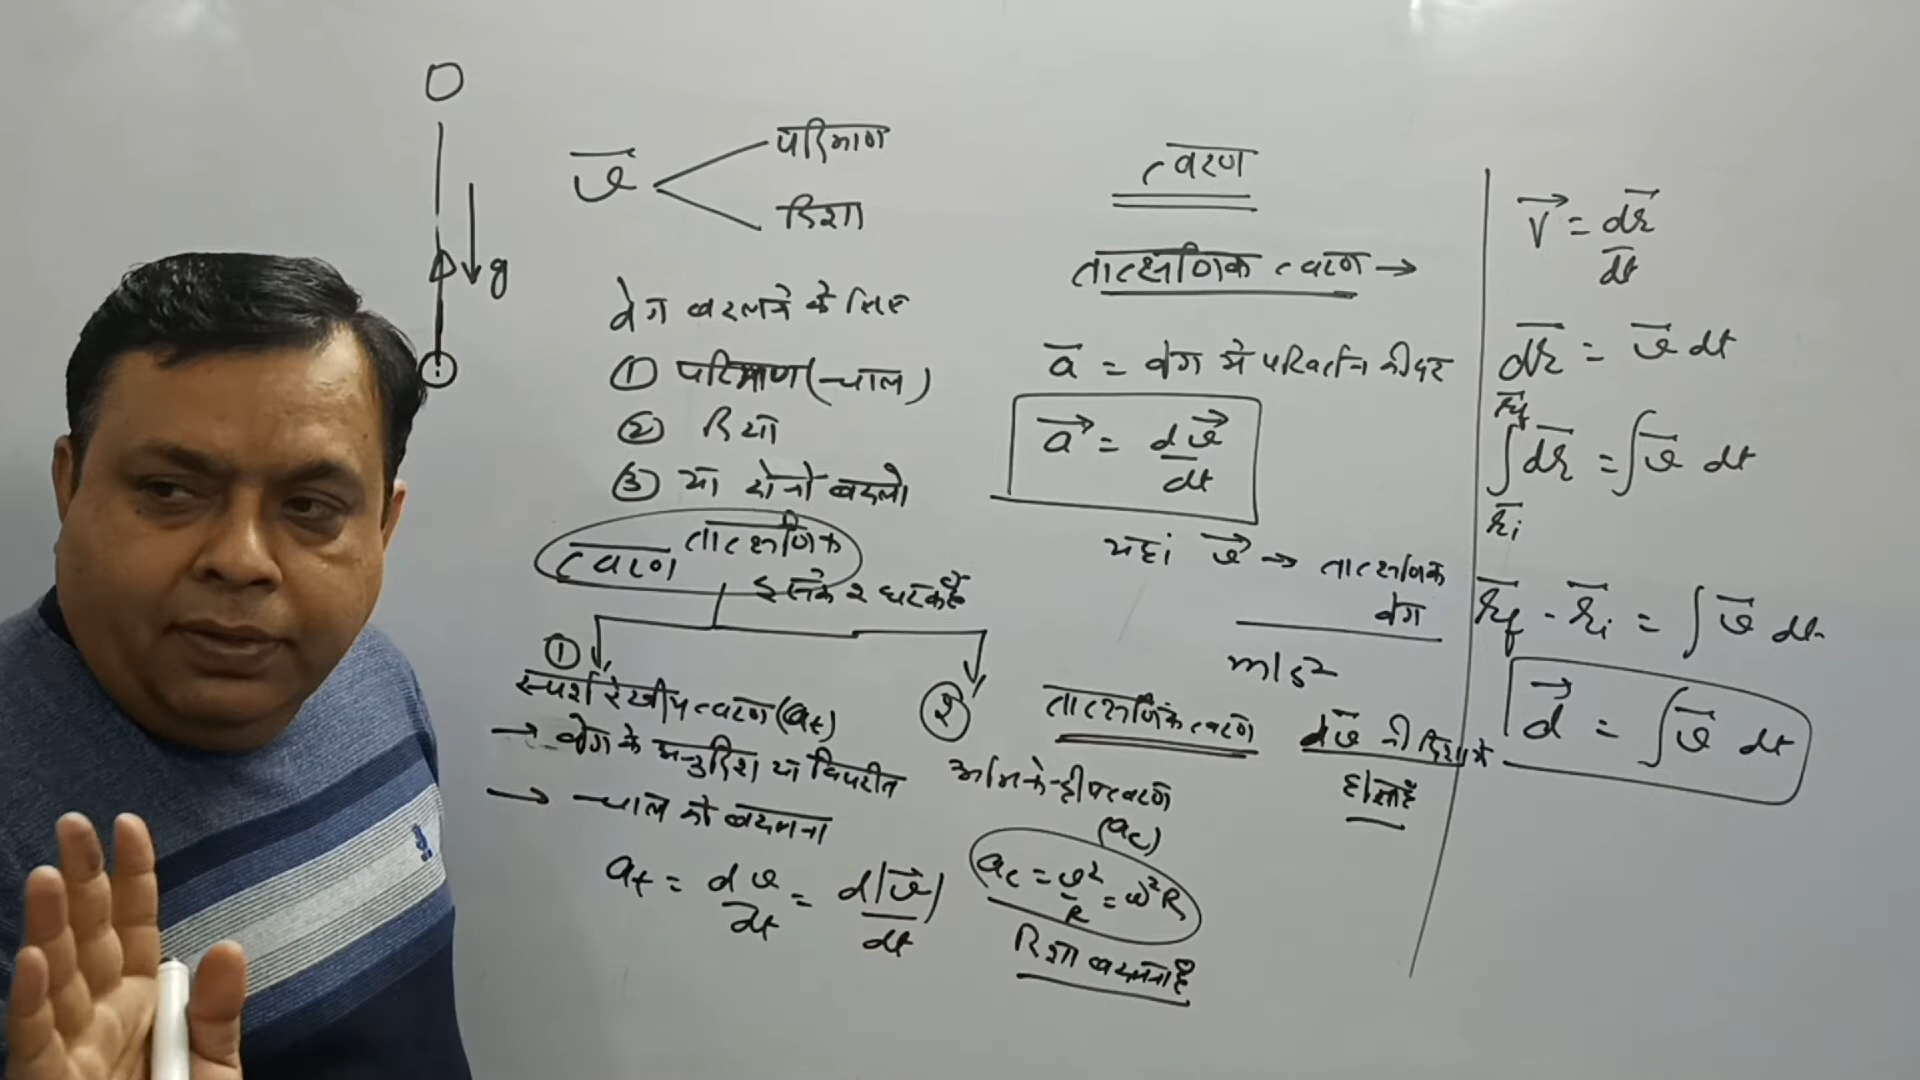 g
v⃗
परिमाण
दिशा
वेग बदलने के लिए
① परिमाण (चाल)
② दिशा
③ या दोनो बदले।
तात्क्षणिक
त्वरण
इसके २ घटक हैं
①
स्पर्श रेखीय त्वरण (at)
→ वेग के अनुदिश या विपरीत
→ चाल को बदलना
at = dv/dt = d|v⃗|/dt
②
अभिकेन्द्रीय त्वरण
(ac)
ac = v²/R = ω²R
दिशा बदलता है
त्वरण
तात्क्षणिक त्वरण →
a⃗ = वेग मे परिवर्तन की दर
a⃗ = dv⃗/dt
यहां v⃗ → तात्क्षणिक
वेग
m/s²
तात्क्षणिक त्वरण dv⃗ की दिशा मे
होता है
V⃗ = dr⃗/dt
dr⃗ = v⃗ dt
∫ dr⃗ = ∫ v⃗ dt
r⃗f - r⃗i = ∫ v⃗ dt
d⃗ = ∫ v⃗ dt